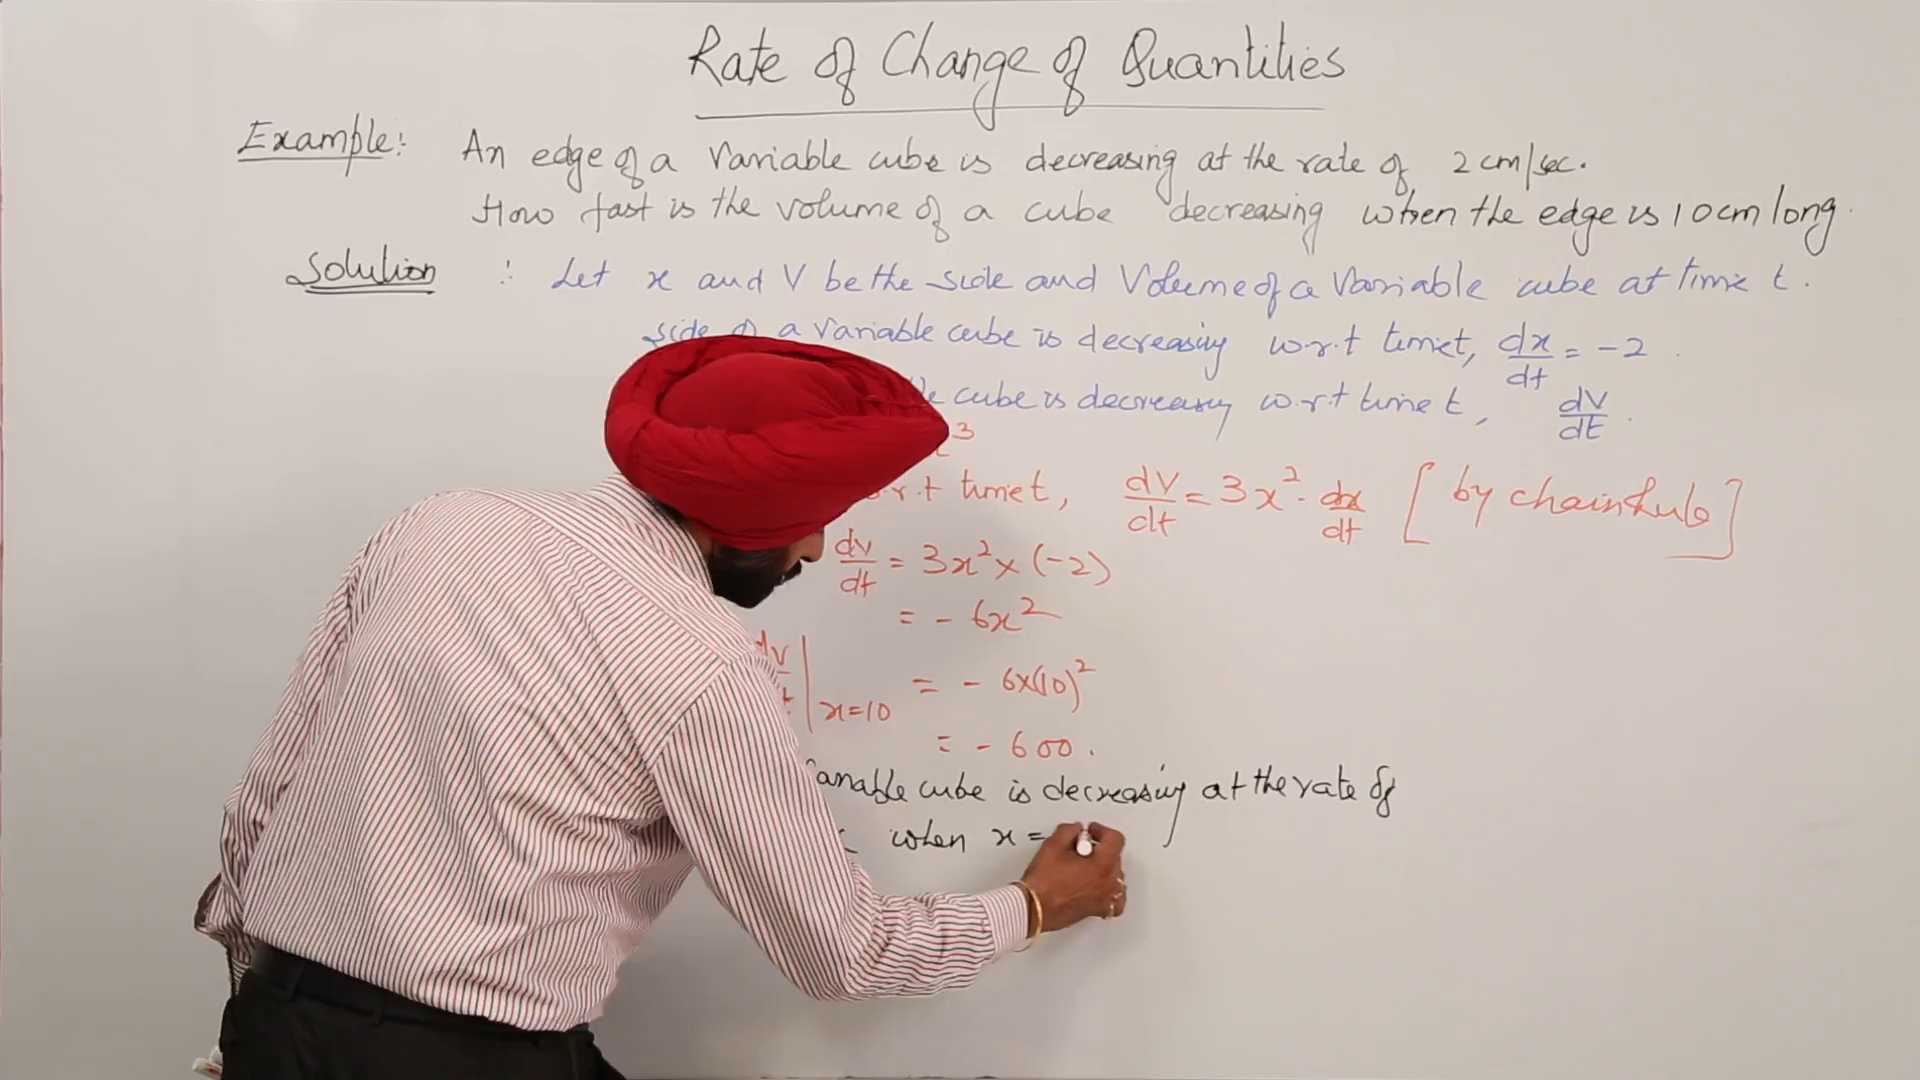 Rate of Change of Quantities
Example: An edge of a variable cube is decreasing at the rate of 2 cm/sec.
How fast is the volume of a cube decreasing when the edge is 10 cm long.
Solution : Let x and V be the side and Volume of a variable cube at time t.
side of a variable cube is decreasing w.r.t time t, dx/dt = -2.
cube is decreasing w.r.t time t, dV/dt.
3
w.r.t time t, dV/dt = 3x². dx/dt [by chain Rule]
dv/dt = 3x² × (-2)
= - 6x²
x=10 = - 6×(10)²
= - 600.
variable cube is decreasing at the rate of
when x =